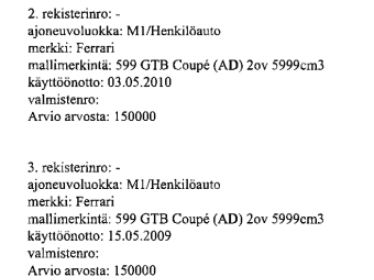 2. rekisterinro: -
ajoneuvoluokka: M1/Henkilöauto
merkki: Ferrari
mallimerkintä: 599 GTB Coupé (AD) 2ov 5999cm3
käyttöönotto: 03.05.2010
valmistenro:
Arvio arvosta: 150000
3. rekisterinro: -
ajoneuvoluokka: M1/Henkilöauto
merkki: Ferrari
mallimerkintä: 599 GTB Coupé (AD) 2ov 5999cm3
käyttöönotto: 15.05.2009
valmistenro:
Arvio arvosta: 150000